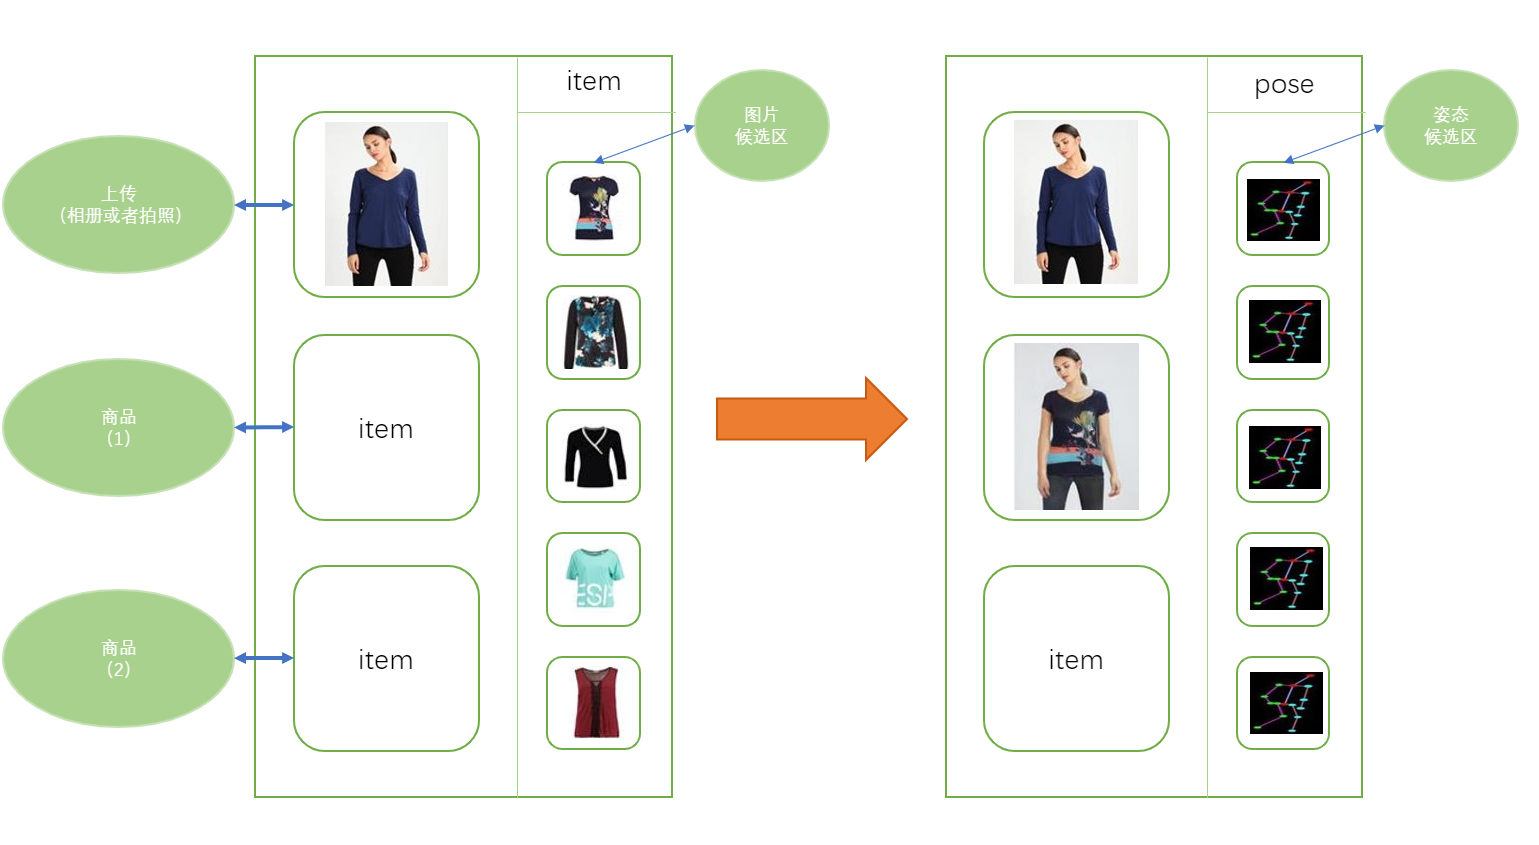 上传
(相册或者拍照)
商品
(1)
商品
(2)
item
item
item
图片
候选区
ESP
pose
item
姿态
候选区